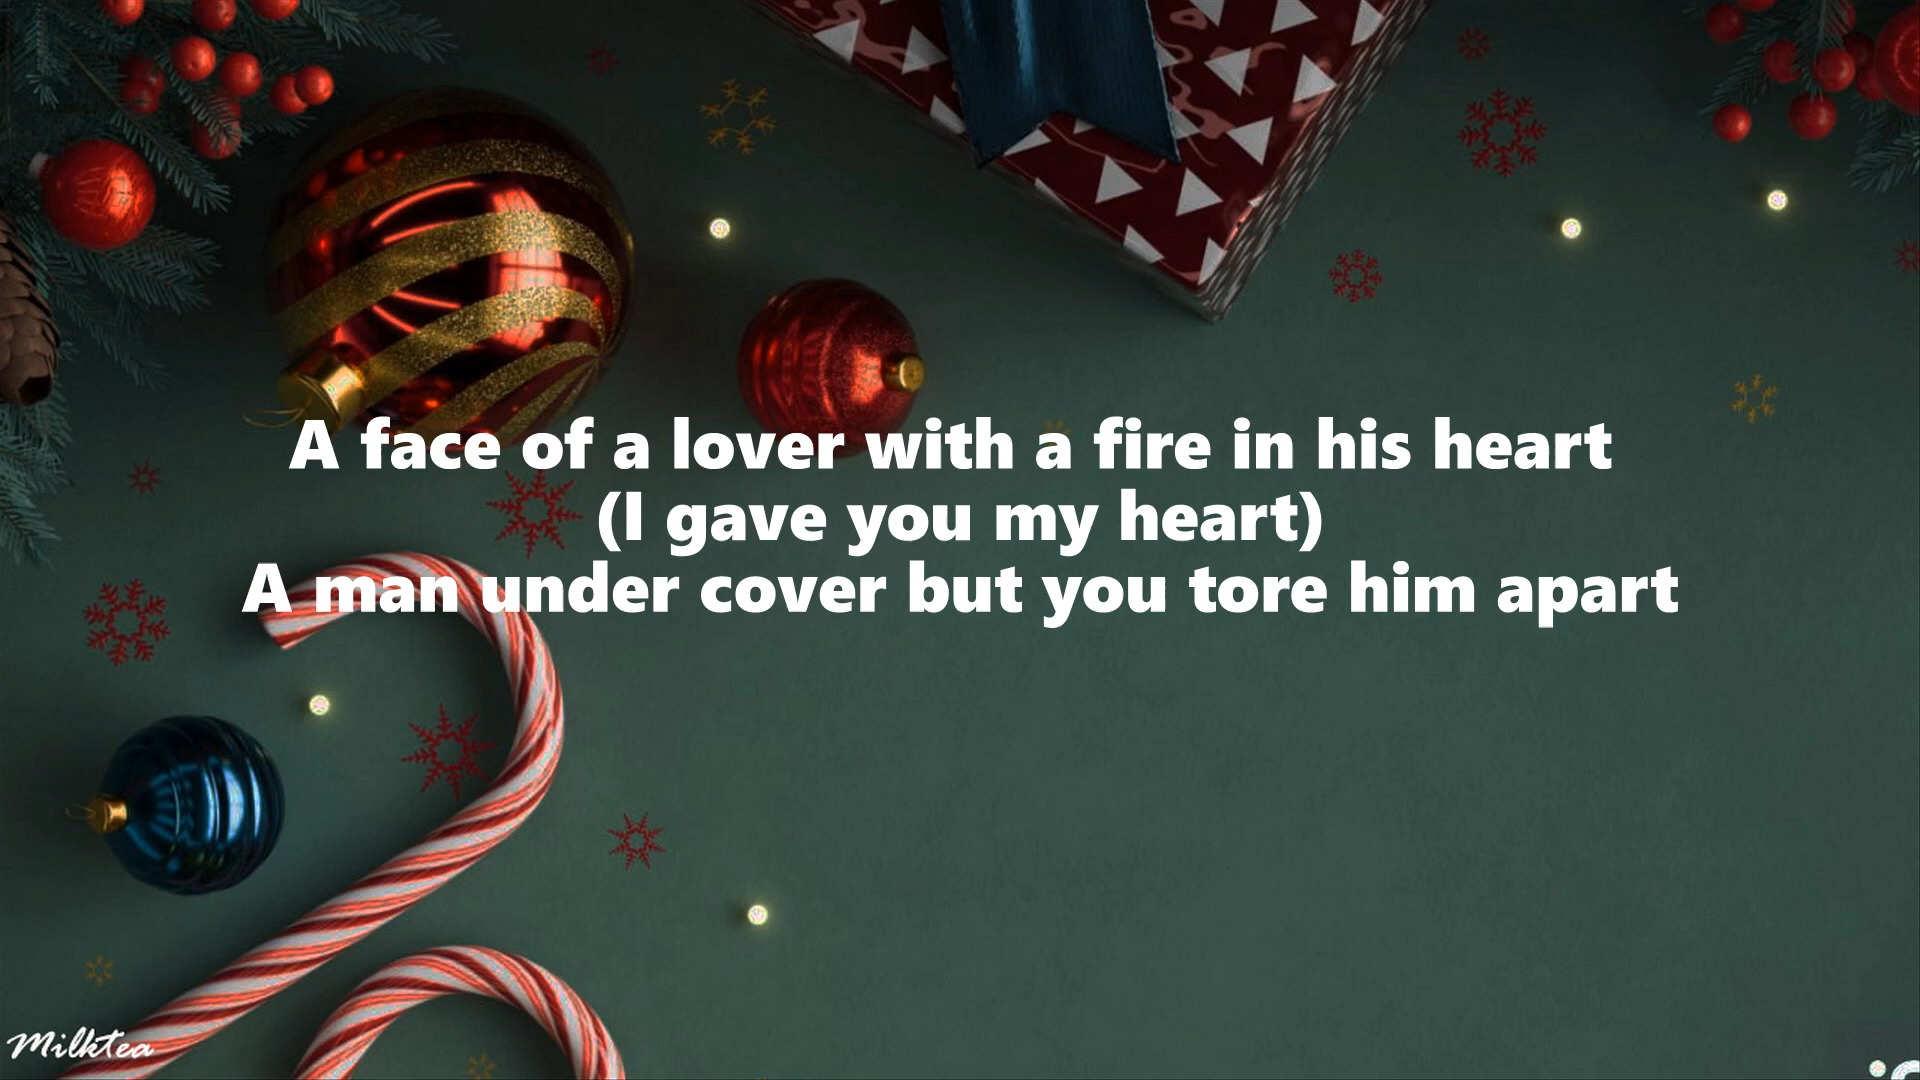 A face of a lover with a fire in his heart
(I gave you my heart)
A man under cover but you tore him apart
Milktea